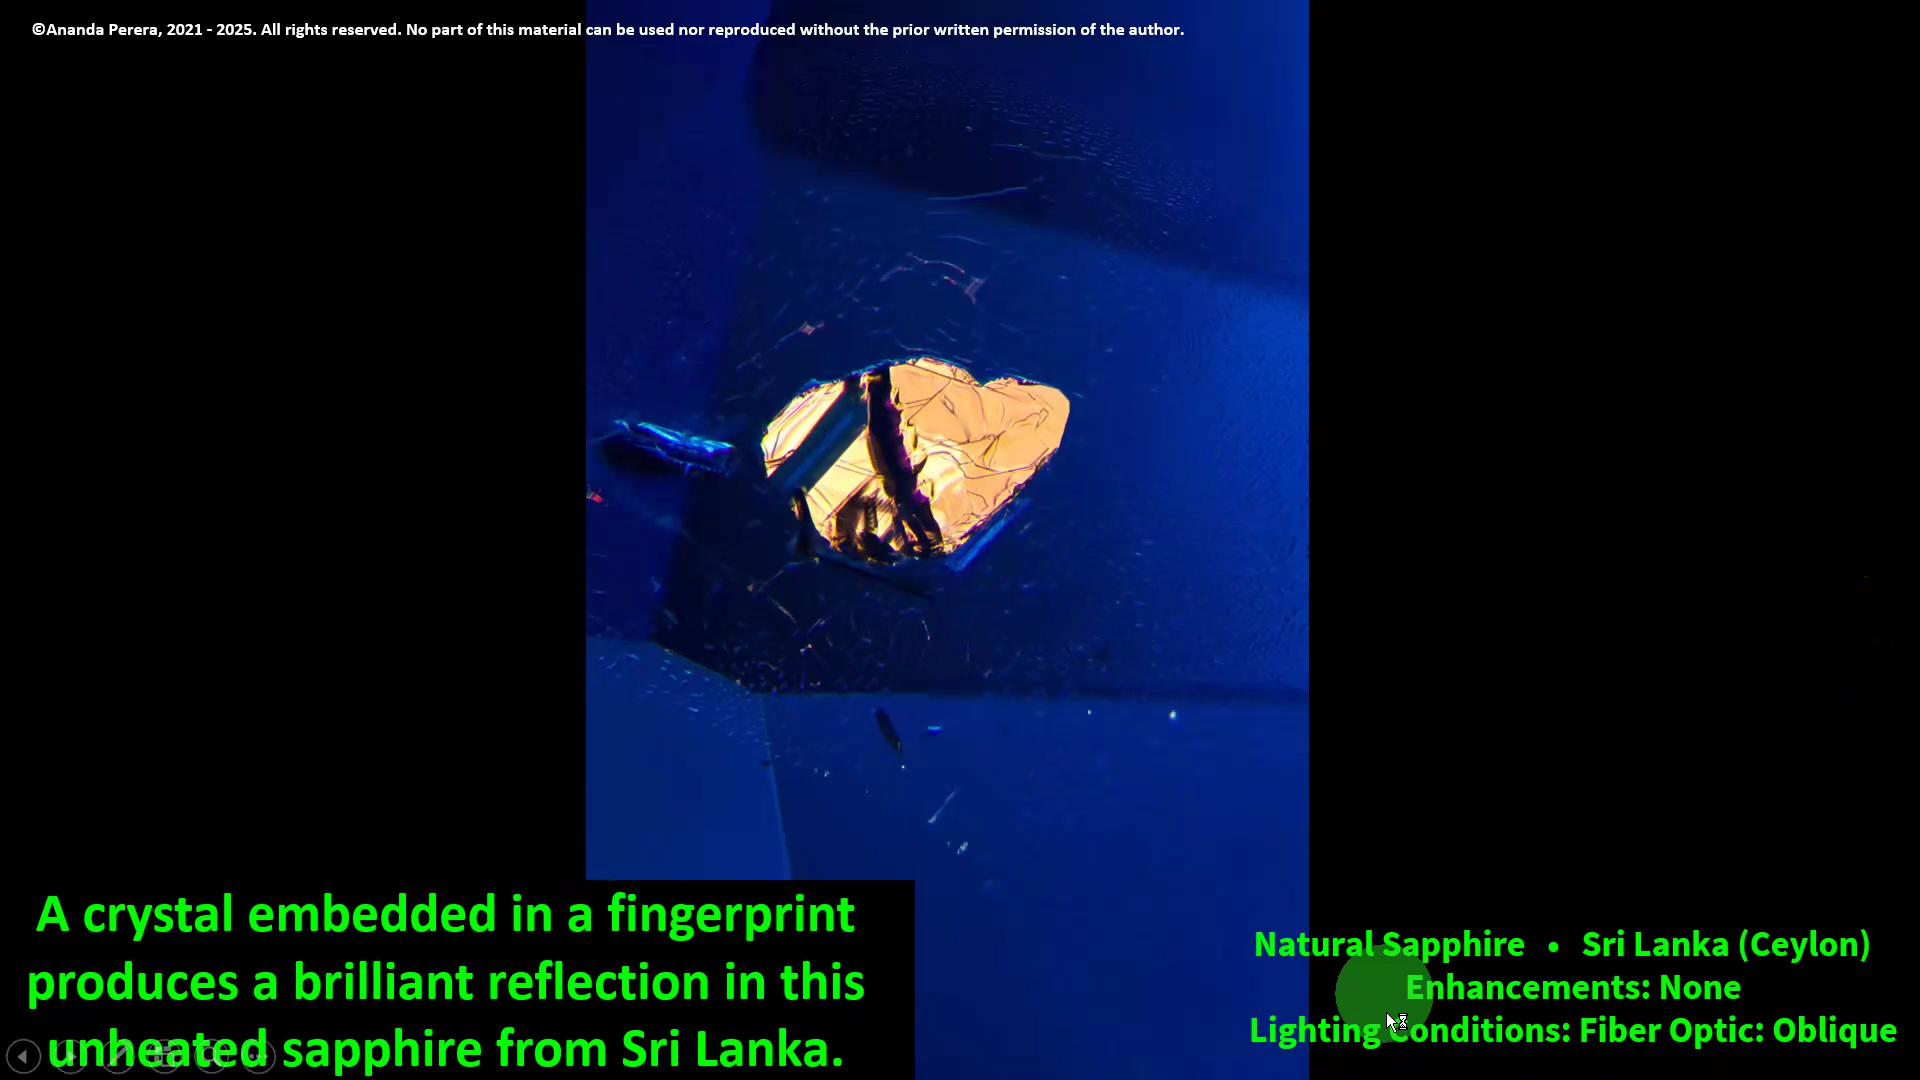 ©Ananda Perera, 2021 - 2025. All rights reserved. No part of this material can be used nor reproduced without the prior written permission of the author.
A crystal embedded in a fingerprint
produces a brilliant reflection in this
unheated sapphire from Sri Lanka.
Natural Sapphire • Sri Lanka (Ceylon)
Enhancements: None
Lighting Conditions: Fiber Optic: Oblique